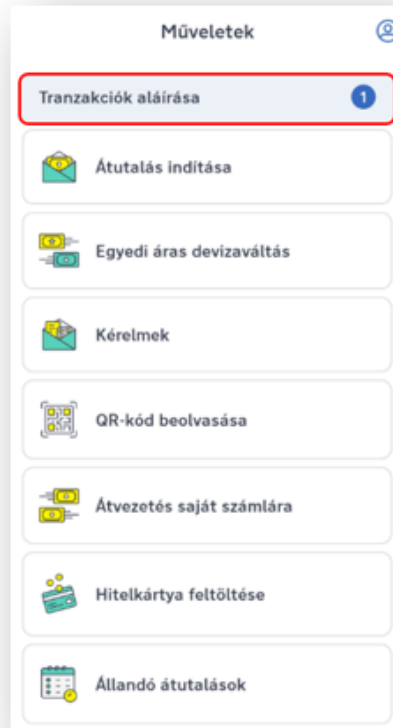 Műveletek
Tranzakciók aláírása 1
Átutalás indítása
Egyedi áras devizaváltás
Kérelmek
QR-kód beolvasása
Átvezetés saját számlára
Hitelkártya feltöltése
Állandó átutalások